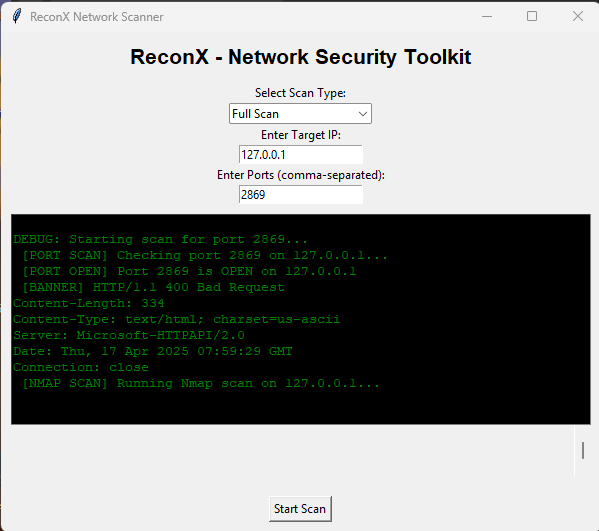 ReconX Network Scanner
ReconX - Network Security Toolkit
Select Scan Type:
Full Scan
Enter Target IP:
127.0.0.1
Enter Ports (comma-separated):
2869
DEBUG: Starting scan for port 2869...
[PORT SCAN] Checking port 2869 on 127.0.0.1...
[PORT OPEN] Port 2869 is OPEN on 127.0.0.1
[BANNER] HTTP/1.1 400 Bad Request
Content-Length: 334
Content-Type: text/html; charset=us-ascii
Server: Microsoft-HTTPAPI/2.0
Date: Thu, 17 Apr 2025 07:59:29 GMT
Connection: close
[NMAP SCAN] Running Nmap scan on 127.0.0.1...
Start Scan